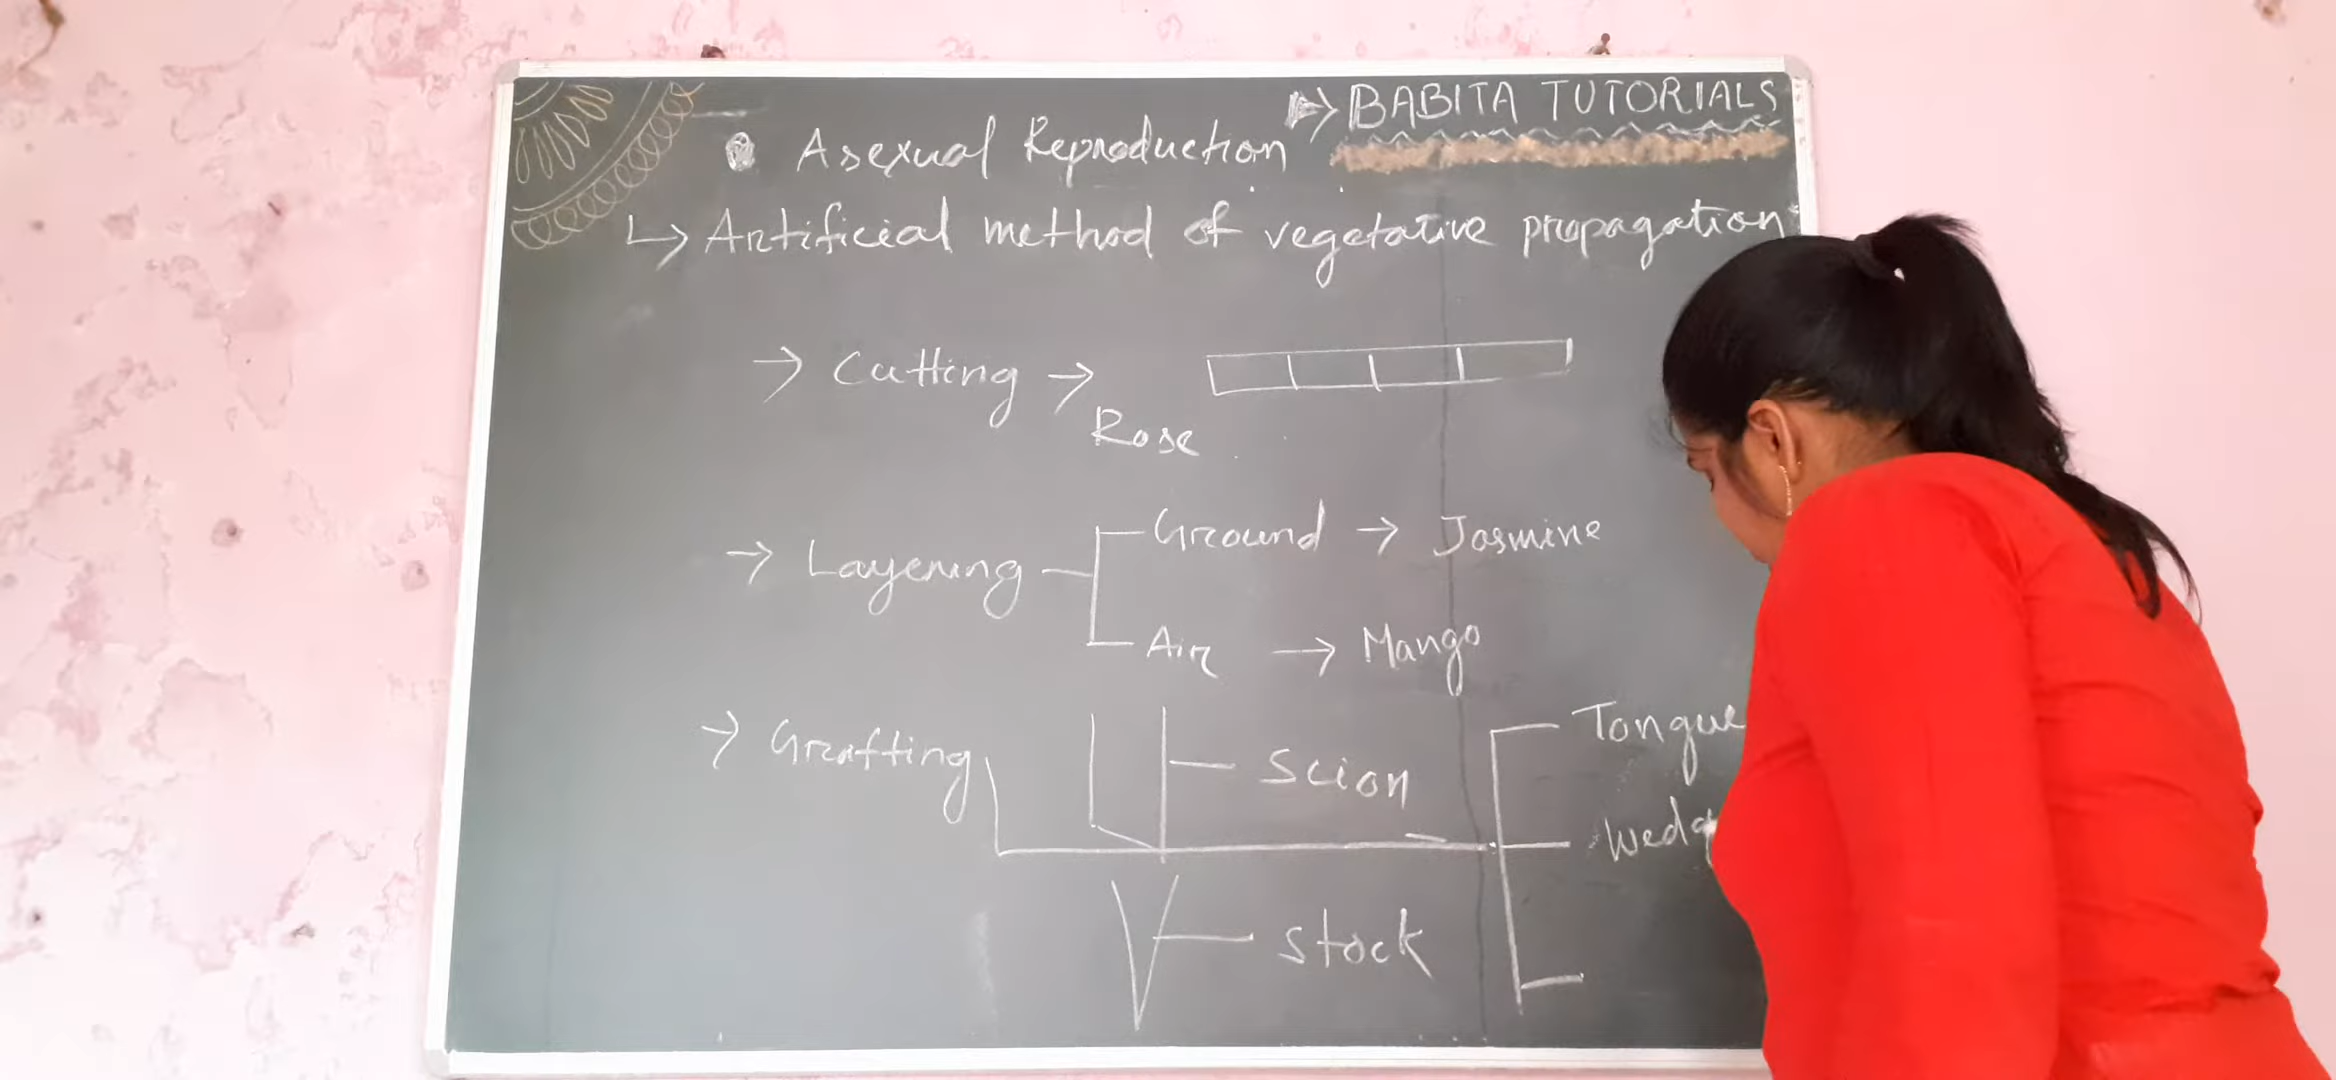 BABITA TUTORIALS
Asexual Reproduction
Artificial method of vegetative propagation
Cutting
Rose
Layering
Ground → Jasmine
Air → Mango
Grafting
Scion
Stock
Tongue